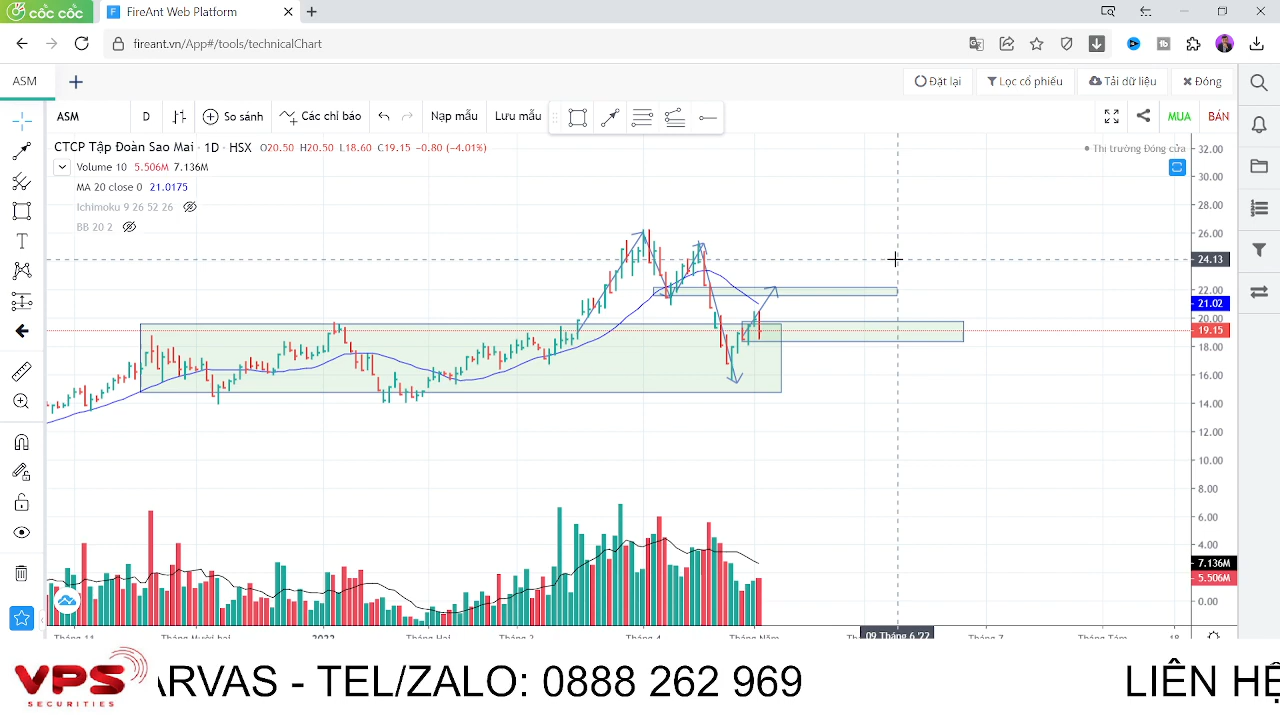 CỐC CỐC
FireAnt Web Platform
fireant.vn/App#/tools/technicalChart
ASM
Đặt lại
Lọc cổ phiếu
Tải dữ liệu
Đóng
ASM
D
So sánh
Các chỉ báo
Nạp mẫu
Lưu mẫu
MUA
BÁN
CTCP Tập Đoàn Sao Mai · 1D · HSX O20.50 H20.50 L18.60 C19.15 −0.80 (−4.01%)
Thị trường Đóng cửa
Volume 10 5.506M 7.136M
MA 20 close 0 21.0175
Ichimoku 9 26 52 26
BB 20 2
32.00
30.00
28.00
26.00
24.13
22.00
21.02
20.00
19.15
18.00
16.00
14.00
12.00
10.00
8.00
6.00
4.00
7.136M
5.506M
0.00
Tháng 11
Tháng Mười hai
2022
Tháng Hai
Tháng 3
Tháng 4
Tháng Năm
09 Tháng 6 '22
Tháng 7
Tháng Tám
18
VPS
SECURITIES
ARVAS - TEL/ZALO: 0888 262 969
LIÊN HỆ